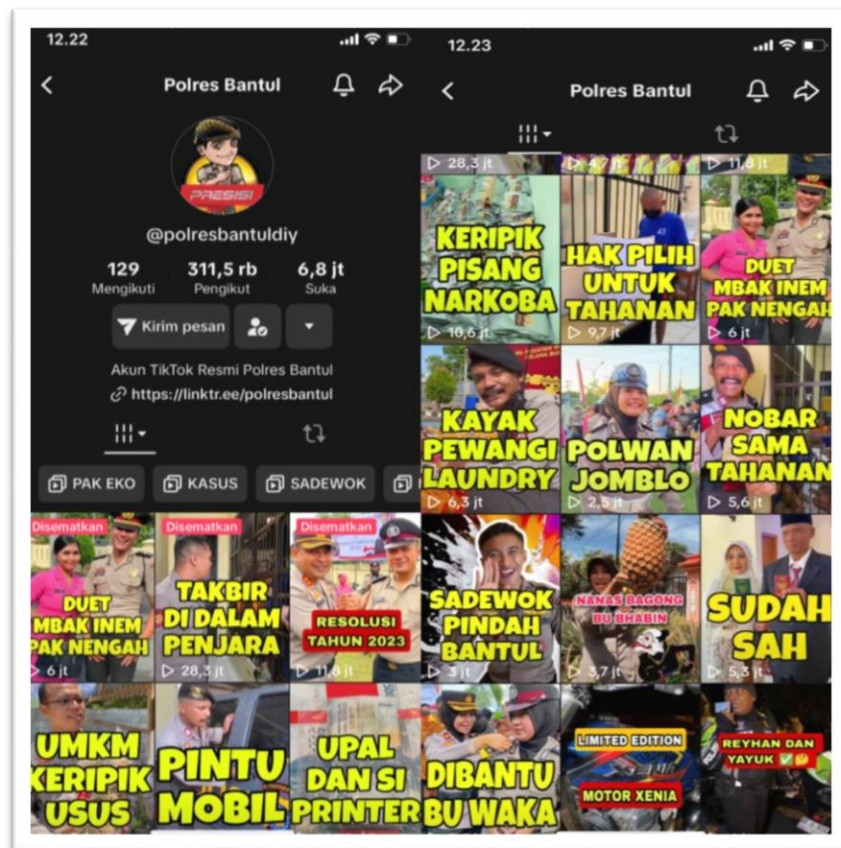 12.22
Polres Bantul
PRESISI
@polresbantuldiy
129
311,5 rb
6,8 jt
Mengikuti
Pengikut
Suka
Kirim pesan
Akun TikTok Resmi Polres Bantul
https://linktr.ee/polresbantul
PAK EKO
KASUS
SADEWOK
Disematkan
DUET
MBAK INEM
PAK NENGAH
6 jt
Disematkan
TAKBIR
DI DALAM
PENJARA
28,3 jt
Disematkan
RESOLUSI
TAHUN 2023
11,8 jt
UMKM
KERIPIK
USUS
PINTU
MOBIL
UPAL
DAN SI
PRINTER
12.23
Polres Bantul
28,3 jt
4,7 jt
11,8 jt
KERIPIK
PISANG
NARKOBA
10,6 jt
HAK PILIH
UNTUK
TAHANAN
9,7 jt
DUET
MBAK INEM
PAK NENGAH
6 jt
KAYAK
PEWANGI
LAUNDRY
6,3 jt
POLWAN
JOMBLO
2,5 jt
NOBAR
SAMA
TAHANAN
5,6 jt
SADEWOK
PINDAH
BANTUL
3 jt
NANAS BAGONG
BU BHABIN
3,7 jt
SUDAH
SAH
5,3 jt
DIBANTU
BU WAKA
LIMITED EDITION
MOTOR XENIA
REYHAN DAN
YAYUK